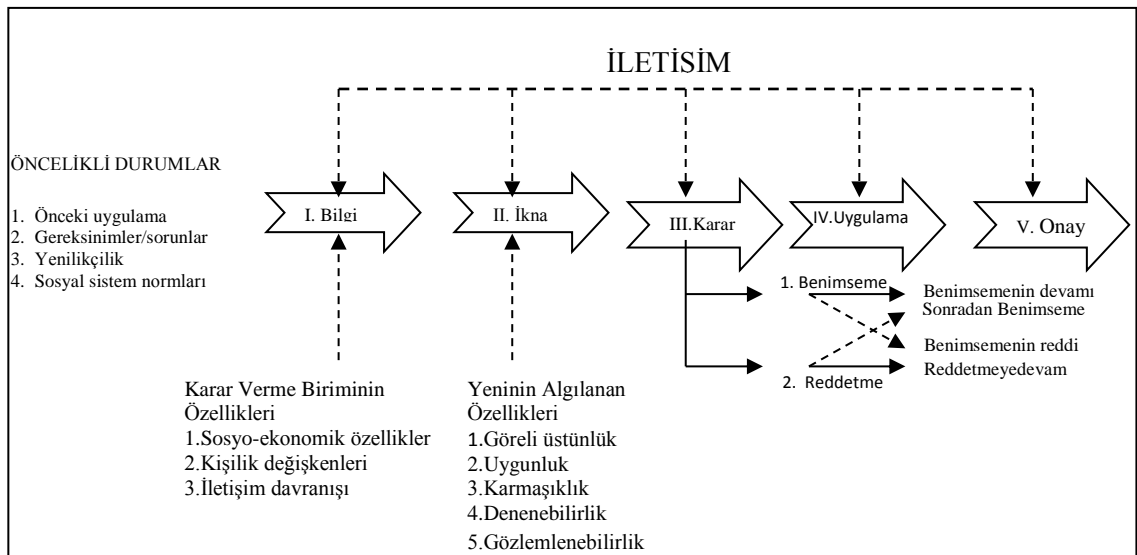 İLETİSİM
ÖNCELİKLİ DURUMLAR
1. Önceki uygulama
2. Gereksinimler/sorunlar
3. Yenilikçilik
4. Sosyal sistem normları
I. Bilgi
II. İkna
III.Karar
IV.Uygulama
V. Onay
1. Benimseme
2. Reddetme
Benimsemenin devamı
Sonradan Benimseme
Benimsemenin reddi
Reddetmeyedevam
Karar Verme Biriminin
Özellikleri
1.Sosyo-ekonomik özellikler
2.Kişilik değişkenleri
3.İletişim davranışı
Yeninin Algılanan
Özellikleri
1.Göreli üstünlük
2.Uygunluk
3.Karmaşıklık
4.Denenebilirlik
5.Gözlemlenebilirlik